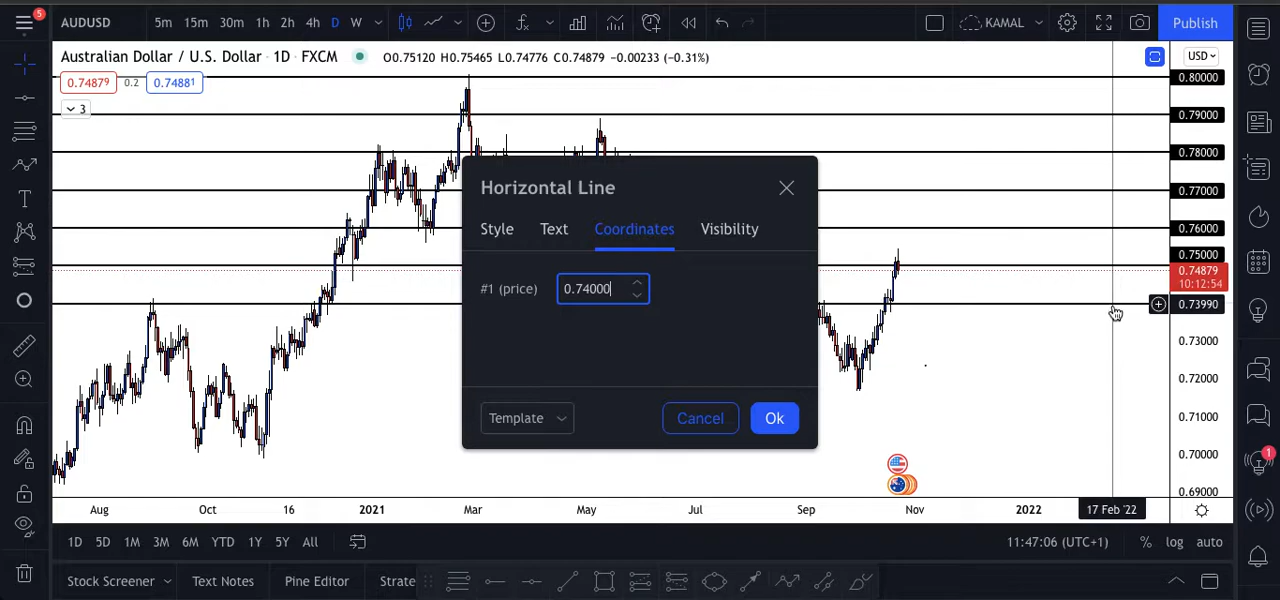 5
AUDUSD 5m 15m 30m 1h 2h 4h D W KAMAL Publish
Australian Dollar / U.S. Dollar · 1D · FXCM O0.75120 H0.75465 L0.74776 C0.74879 −0.00233 (−0.31%) USD
0.74879 0.2 0.74881
3
0.80000
0.79000
0.78000
0.77000
0.76000
0.75000
0.74879
10:12:54
0.73990
0.73000
0.72000
0.71000
0.70000
0.69000
Horizontal Line
Style Text Coordinates Visibility
#1 (price) 0.74000
Template Cancel Ok
1
Aug Oct 16 2021 Mar May Jul Sep Nov 2022 17 Feb '22
1D 5D 1M 3M 6M YTD 1Y 5Y All 11:47:06 (UTC+1) % log auto
Stock Screener Text Notes Pine Editor Strate